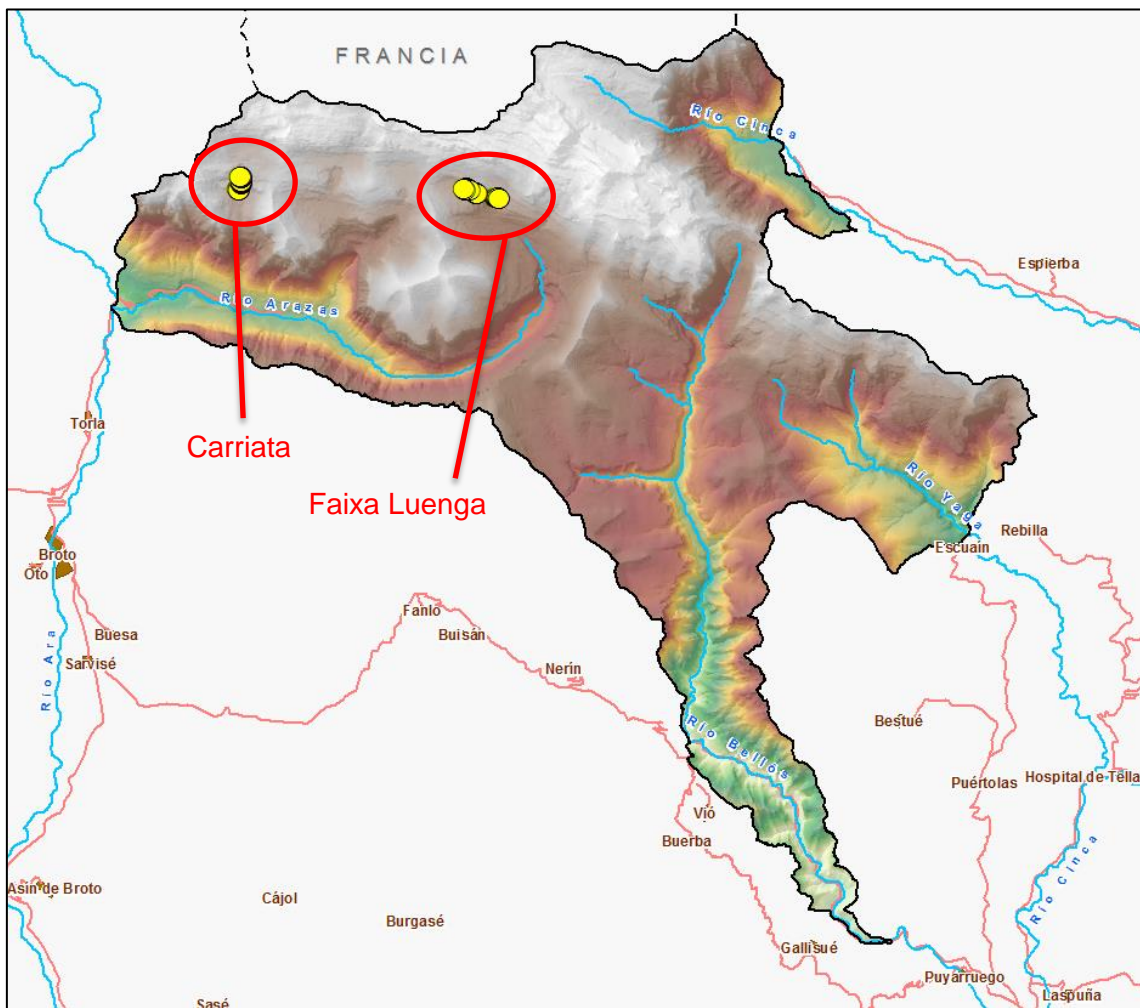 FRANCIA
Río Cinca
Espierba
Río Arazas
Torla
Carriata
Faixa Luenga
Río Yaga
Rebilla
Escuaín
Broto
Oto
Fanlo
Buesa
Buisán
Sarvisé
Nerín
Río Ara
Bestué
Río Bellós
Hospital de Tella
Puértolas
Vió
Buerba
Río Cinca
Asin de Broto
Cájol
Burgasé
Gallisué
Puyarruego
Laspuña
Sasé